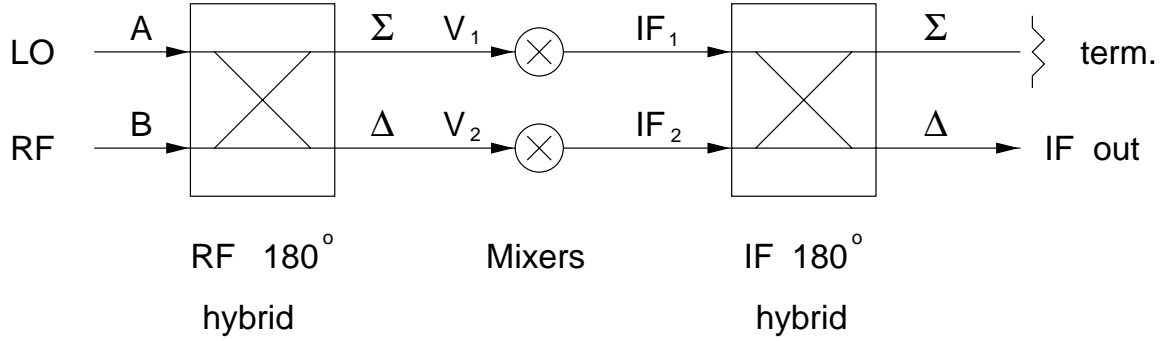 A Σ V₁ IF₁ Σ
LO term.
B Δ V₂ IF₂ Δ
RF IF out
RF 180° Mixers IF 180°
hybrid hybrid